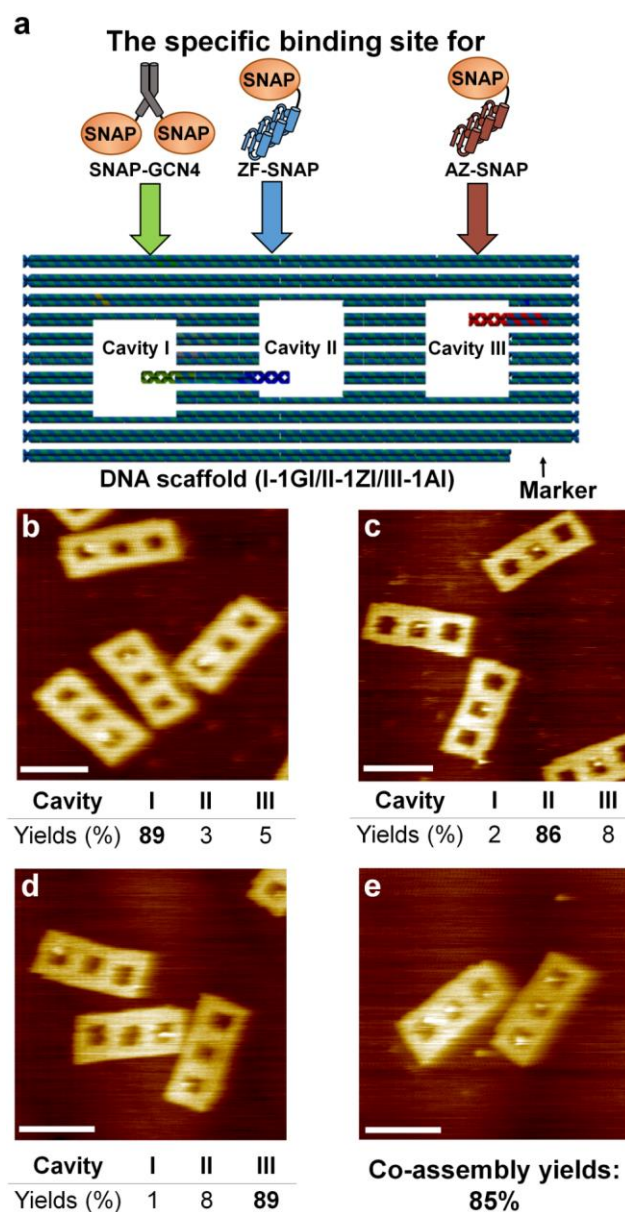 a
The specific binding site for
SNAP
SNAP
SNAP SNAP
SNAP-GCN4 ZF-SNAP AZ-SNAP
Cavity I Cavity II Cavity III
DNA scaffold (I-1GI/II-1ZI/III-1AI)
Marker
b
c
Cavity I II III
Yields (%) 89 3 5
Cavity I II III
Yields (%) 2 86 8
d
e
Cavity I II III
Yields (%) 1 8 89
Co-assembly yields:
85%